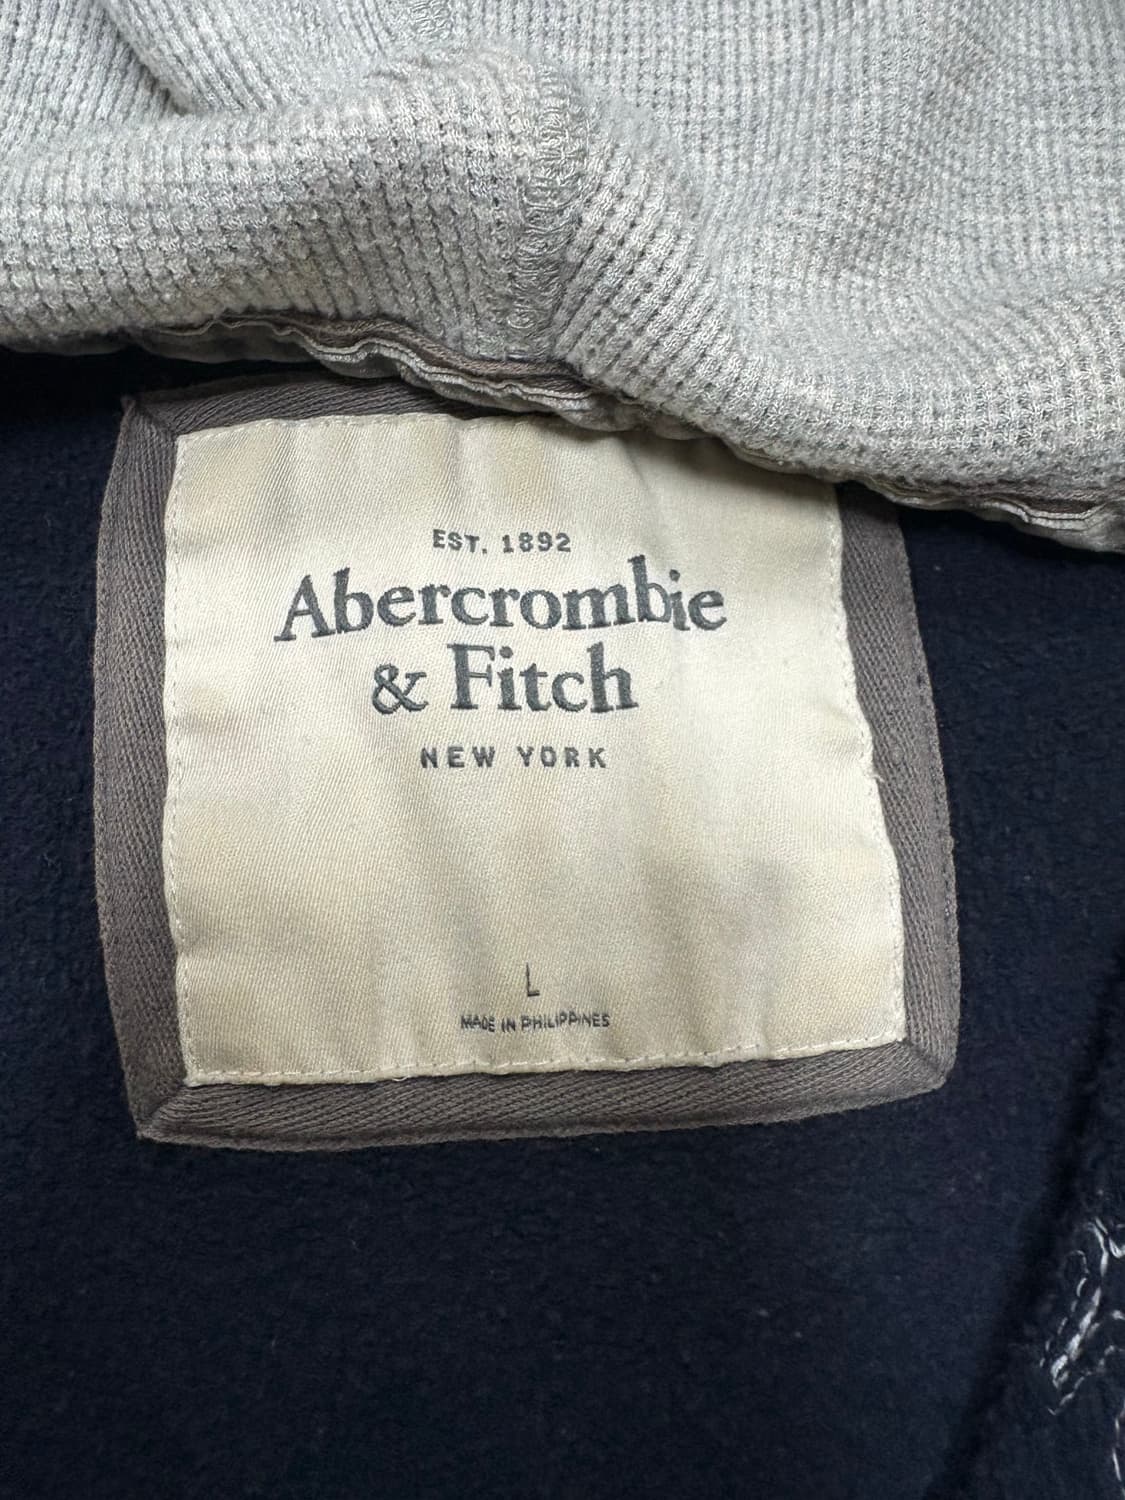 EST. 1892
Abercrombie
& Fitch
NEW YORK
L
MADE IN PHILIPPINES